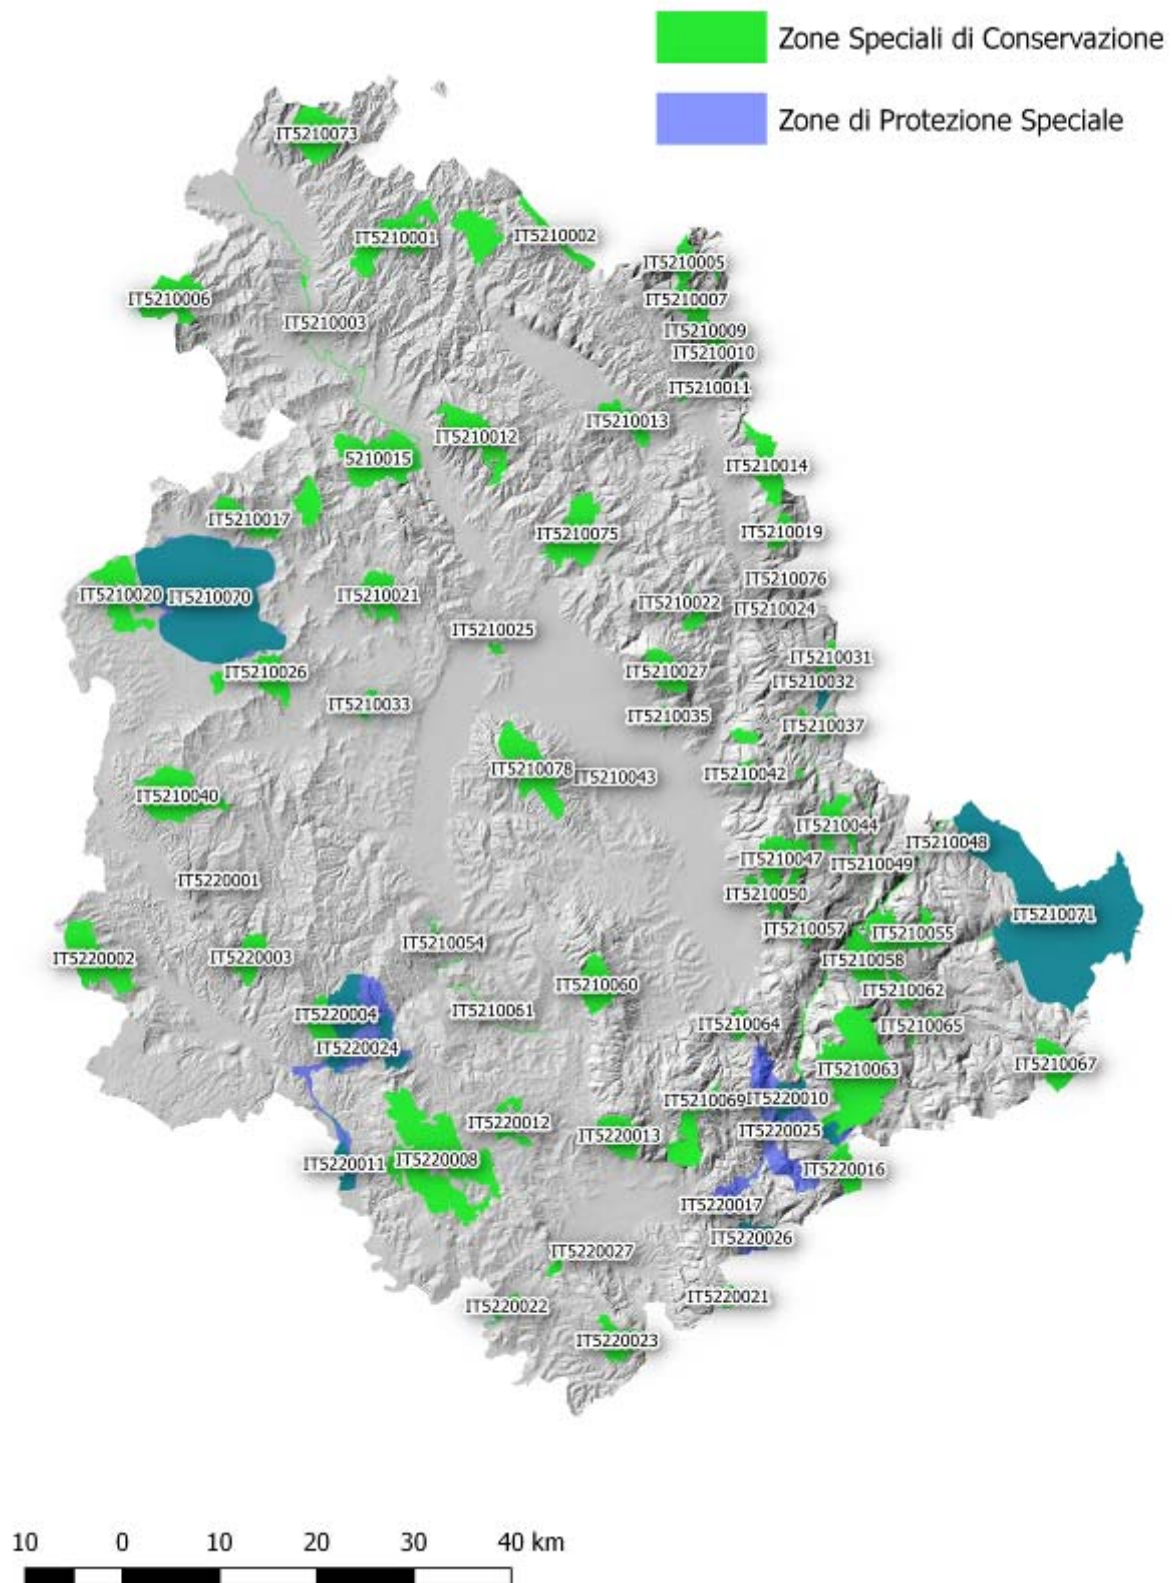 Zone Speciali di Conservazione
Zone di Protezione Speciale
IT5210073
IT5210001
IT5210002
IT5210005
IT5210006
IT5210007
IT5210003
IT5210009
IT5210010
IT5210011
IT5210013
IT5210012
5210015
IT5210014
IT5210017
IT5210075
IT5210019
IT5210076
IT5210020
IT5210070
IT5210021
IT5210022
IT5210024
IT5210025
IT5210031
IT5210026
IT5210027
IT5210032
IT5210033
IT5210035
IT5210037
IT5210078
IT5210043
IT5210042
IT5210040
IT5210044
IT5210048
IT5210047
IT5210049
IT5220001
IT5210050
IT5210071
IT5210057
IT5210055
IT5210054
IT5220002
IT5220003
IT5210058
IT5210060
IT5210062
IT5220004
IT5210061
IT5210064
IT5210065
IT5220024
IT5210063
IT5210067
IT5210069
IT5220010
IT5220012
IT5220013
IT5220025
IT5220011
IT5220008
IT5220016
IT5220017
IT5220026
IT5220027
IT5220021
IT5220022
IT5220023
10 0 10 20 30 40 km